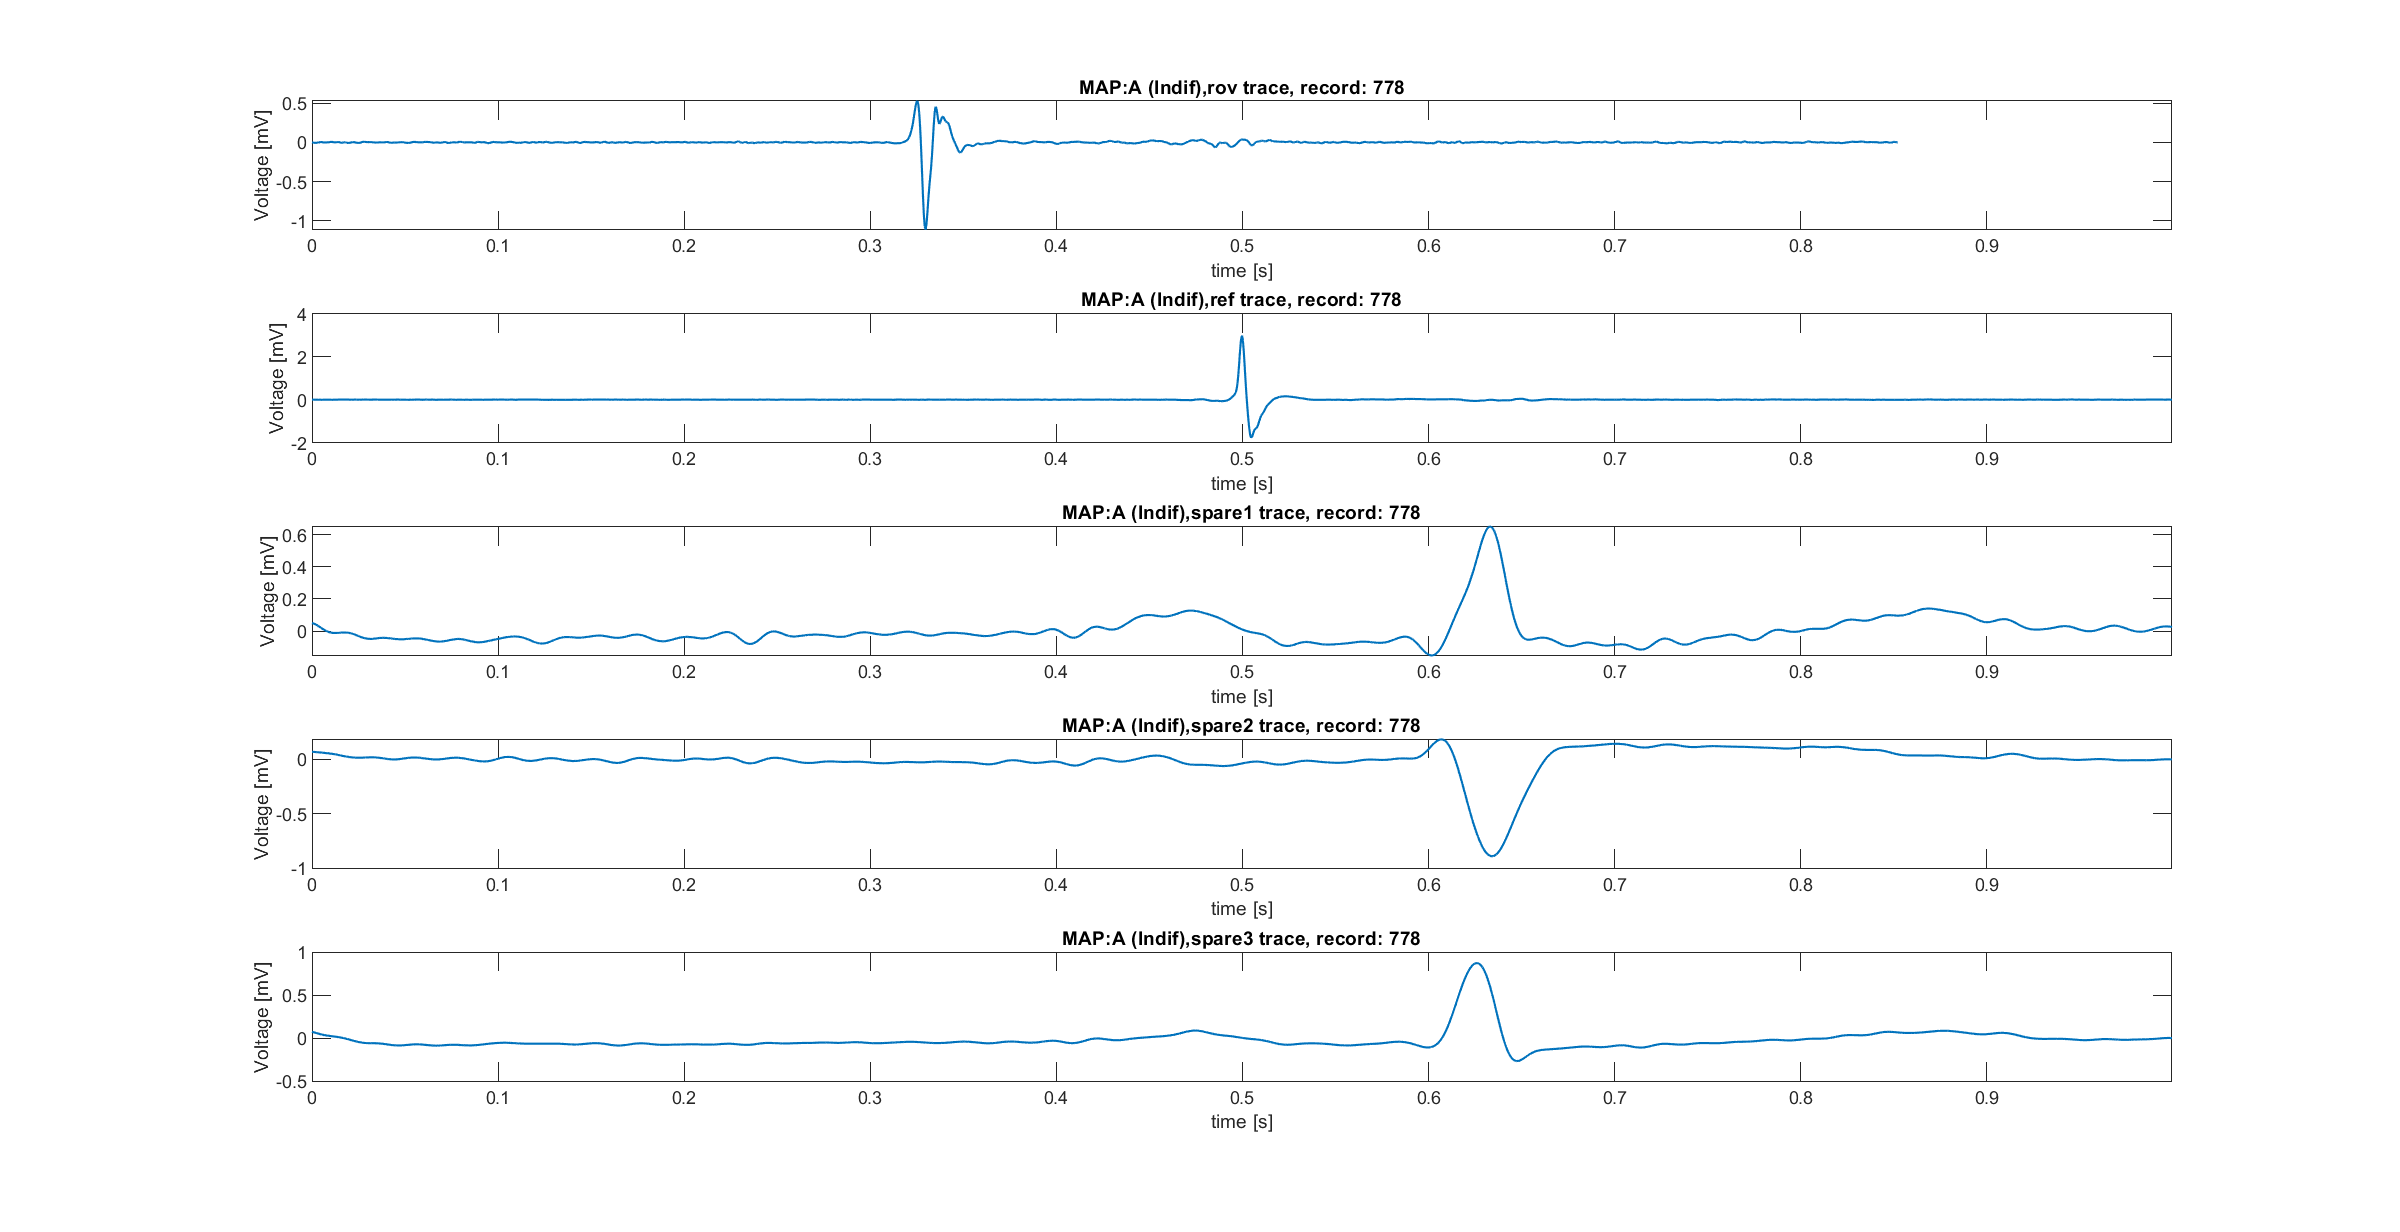 MAP:A (Indif),rov trace, record: 778
Voltage [mV]
0.5
0
-0.5
-1
0 0.1 0.2 0.3 0.4 0.5 0.6 0.7 0.8 0.9
time [s]
MAP:A (Indif),ref trace, record: 778
Voltage [mV]
4
2
0
-2
0 0.1 0.2 0.3 0.4 0.5 0.6 0.7 0.8 0.9
time [s]
MAP:A (Indif),spare1 trace, record: 778
Voltage [mV]
0.6
0.4
0.2
0
0 0.1 0.2 0.3 0.4 0.5 0.6 0.7 0.8 0.9
time [s]
MAP:A (Indif),spare2 trace, record: 778
Voltage [mV]
0
-0.5
-1
0 0.1 0.2 0.3 0.4 0.5 0.6 0.7 0.8 0.9
time [s]
MAP:A (Indif),spare3 trace, record: 778
Voltage [mV]
1
0.5
0
-0.5
0 0.1 0.2 0.3 0.4 0.5 0.6 0.7 0.8 0.9
time [s]